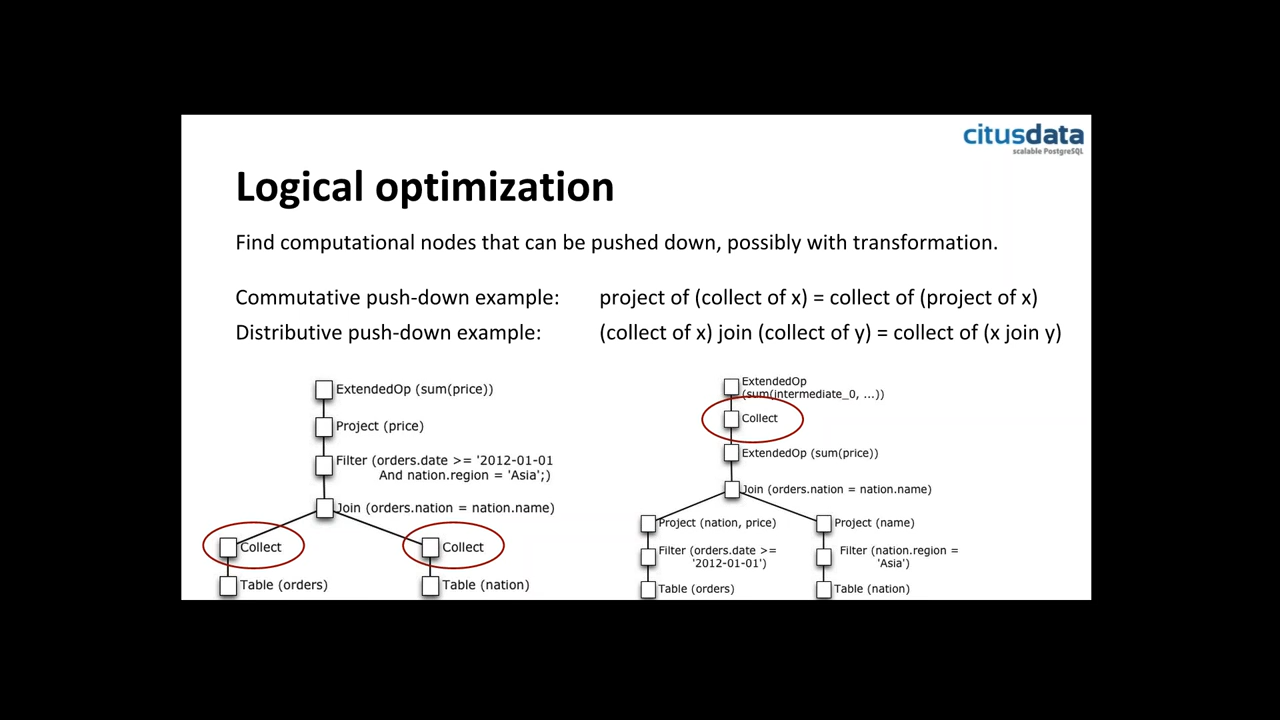 citusdata
scalable PostgreSQL
Logical optimization
Find computational nodes that can be pushed down, possibly with transformation.
Commutative push-down example: project of (collect of x) = collect of (project of x)
Distributive push-down example: (collect of x) join (collect of y) = collect of (x join y)
ExtendedOp (sum(price))
Project (price)
Filter (orders.date >= '2012-01-01
And nation.region = 'Asia';)
Join (orders.nation = nation.name)
Collect
Collect
Table (orders)
Table (nation)
ExtendedOp
(sum(intermediate_0, ...))
Collect
ExtendedOp (sum(price))
Join (orders.nation = nation.name)
Project (nation, price)
Project (name)
Filter (orders.date >=
'2012-01-01')
Filter (nation.region =
'Asia')
Table (orders)
Table (nation)